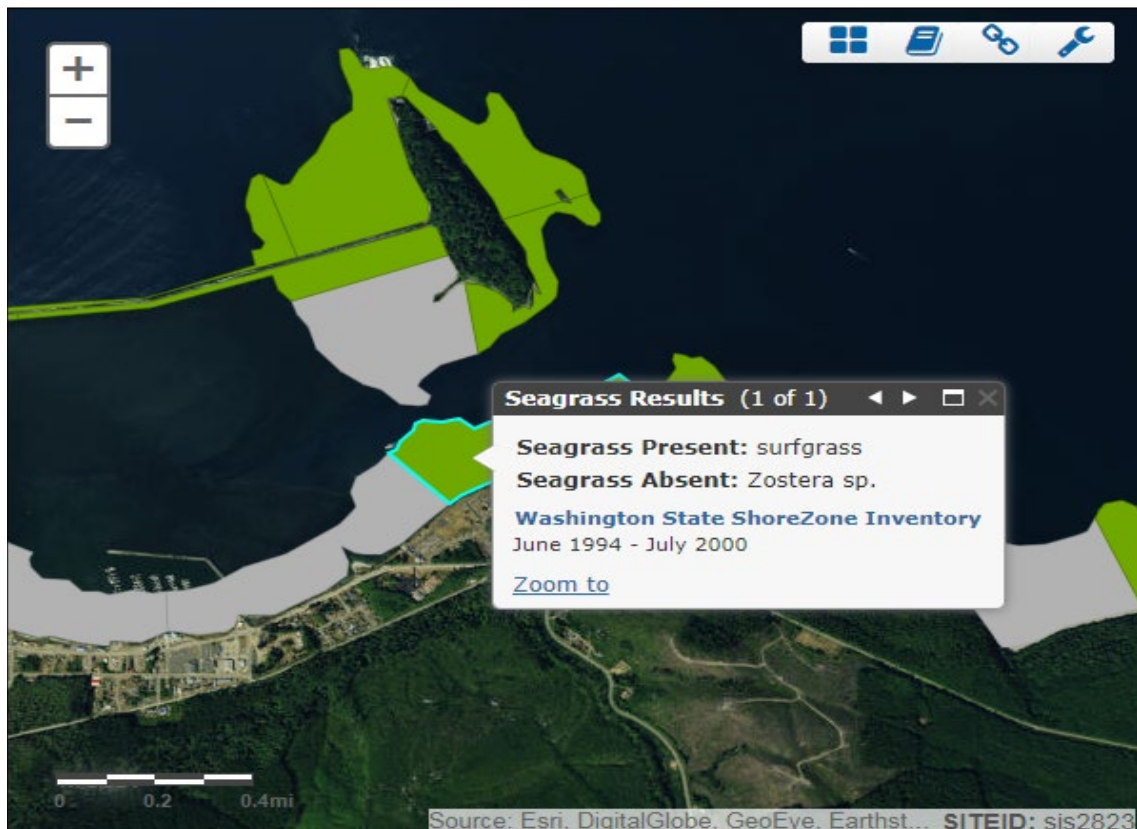 +
−
Seagrass Results (1 of 1)
Seagrass Present: surfgrass
Seagrass Absent: Zostera sp.
Washington State ShoreZone Inventory
June 1994 - July 2000
Zoom to
0 0.2 0.4mi
Source: Esri, DigitalGlobe, GeoEye, Earthst... SITEID: sjs2823